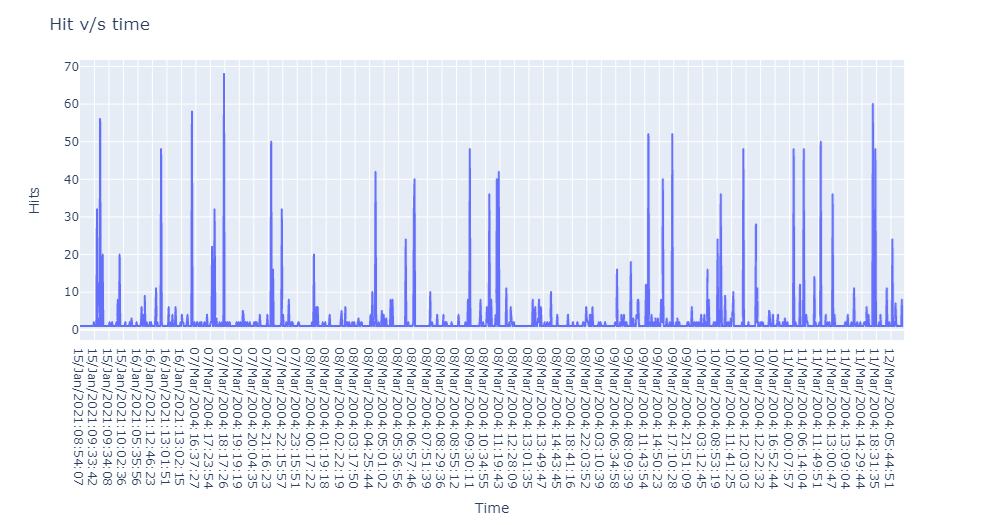 Hit v/s time
70
60
50
40
30
20
10
0
Hits
15/Jan/2021:08:54:07
15/Jan/2021:09:33:42
15/Jan/2021:09:34:08
15/Jan/2021:10:02:36
16/Jan/2021:05:35:56
16/Jan/2021:12:46:23
16/Jan/2021:13:01:51
16/Jan/2021:13:02:15
07/Mar/2004:16:37:27
07/Mar/2004:17:23:54
07/Mar/2004:18:17:26
07/Mar/2004:19:19:19
07/Mar/2004:20:04:35
07/Mar/2004:21:16:23
07/Mar/2004:22:15:57
07/Mar/2004:23:15:51
08/Mar/2004:00:17:22
08/Mar/2004:01:19:18
08/Mar/2004:02:22:19
08/Mar/2004:03:17:50
08/Mar/2004:04:25:44
08/Mar/2004:05:01:02
08/Mar/2004:05:36:56
08/Mar/2004:06:57:46
08/Mar/2004:07:51:39
08/Mar/2004:08:29:36
08/Mar/2004:08:55:12
08/Mar/2004:09:30:11
08/Mar/2004:10:34:55
08/Mar/2004:11:19:43
08/Mar/2004:12:28:09
08/Mar/2004:13:01:35
08/Mar/2004:13:49:47
08/Mar/2004:14:54:49
08/Mar/2004:18:41:16
08/Mar/2004:22:03:52
09/Mar/2004:03:10:39
09/Mar/2004:06:34:58
09/Mar/2004:09:39:09
09/Mar/2004:11:43:54
09/Mar/2004:14:50:23
09/Mar/2004:17:10:28
09/Mar/2004:21:51:09
10/Mar/2004:03:12:45
10/Mar/2004:08:53:19
10/Mar/2004:11:41:25
10/Mar/2004:12:03:03
10/Mar/2004:12:22:32
10/Mar/2004:16:52:44
11/Mar/2004:00:07:57
11/Mar/2004:06:11:47
11/Mar/2004:11:49:51
11/Mar/2004:13:00:47
11/Mar/2004:13:09:04
11/Mar/2004:14:29:44
11/Mar/2004:18:31:35
12/Mar/2004:05:44:51
Time